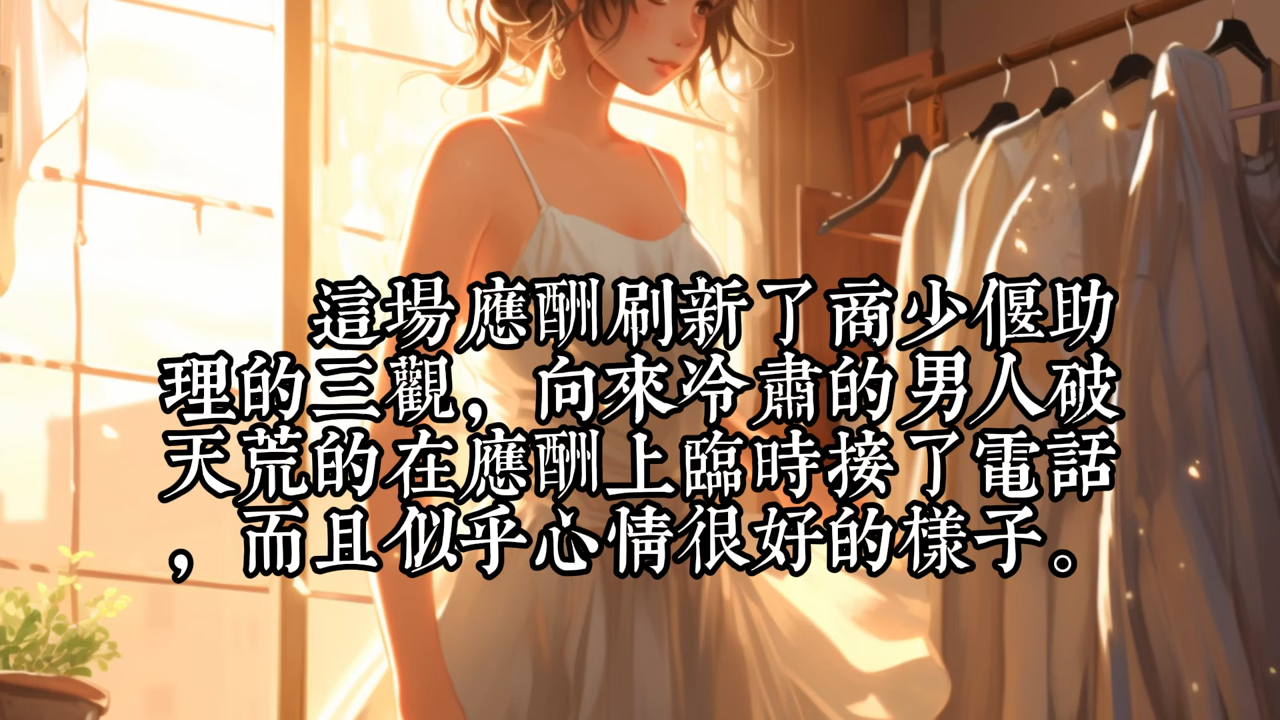 這場應酬刷新了商少偃助
理的三觀，向來冷肅的男人破
天荒的在應酬上臨時接了電話
，而且似乎心情很好的樣子。